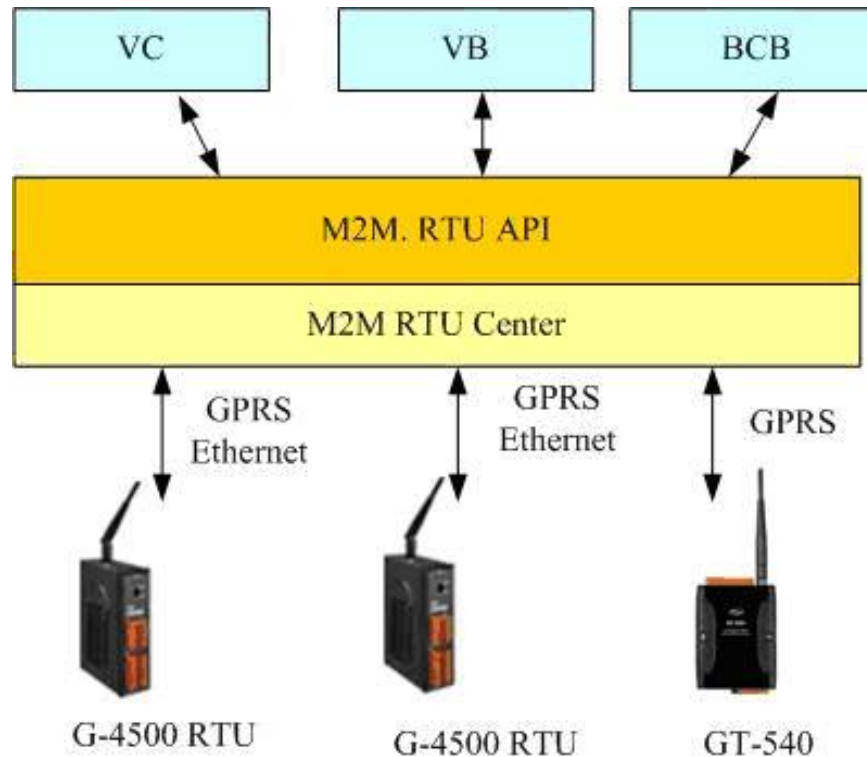 VC
VB
BCB
M2M. RTU API
M2M RTU Center
GPRS
Ethernet
GPRS
Ethernet
GPRS
G-4500 RTU
G-4500 RTU
GT-540